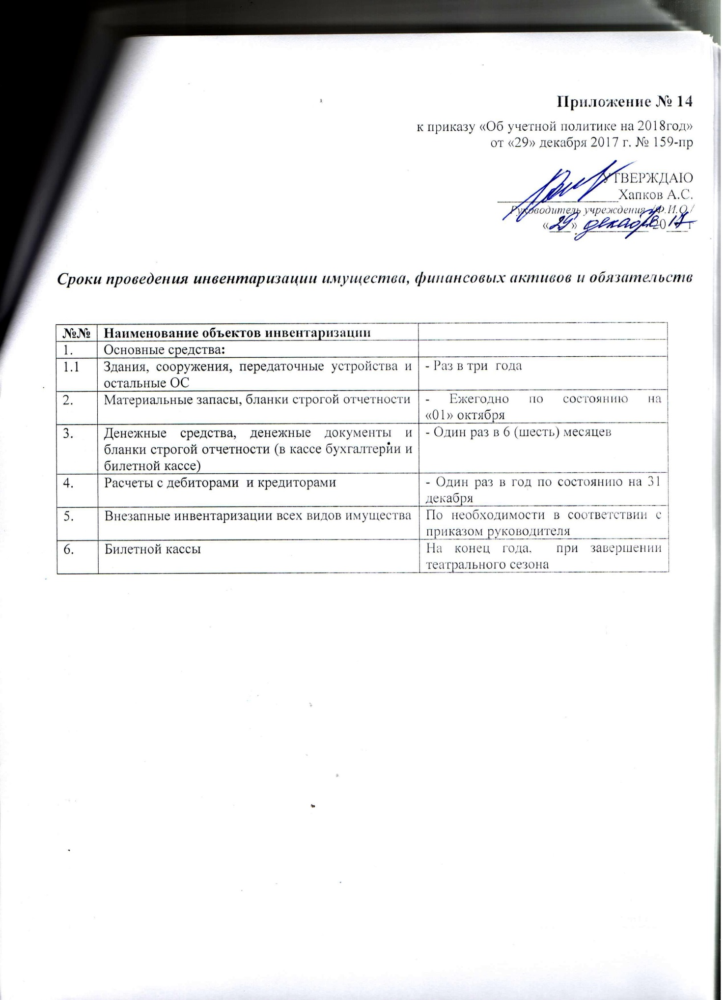 Приложение № 14
к приказу «Об учетной политике на 2018год»
от «29» декабря 2017 г. № 159-пр
УТВЕРЖДАЮ
Хапков А.С.
Руководитель учреждения /Ф.И.О./
«29» декабря 2017 г
Сроки проведения инвентаризации имущества, финансовых активов и обязательств
№№ Наименование объектов инвентаризации
1. Основные средства:
1.1 Здания, сооружения, передаточные устройства и
остальные ОС
- Раз в три года
2. Материальные запасы, бланки строгой отчетности
- Ежегодно по состоянию на
«01» октября
3. Денежные средства, денежные документы и
бланки строгой отчетности (в кассе бухгалтерии и
билетной кассе)
- Один раз в 6 (шесть) месяцев
4. Расчеты с дебиторами и кредиторами
- Один раз в год по состоянию на 31
декабря
5. Внезапные инвентаризации всех видов имущества
По необходимости в соответствии с
приказом руководителя
6. Билетной кассы
На конец года, при завершении
театрального сезона